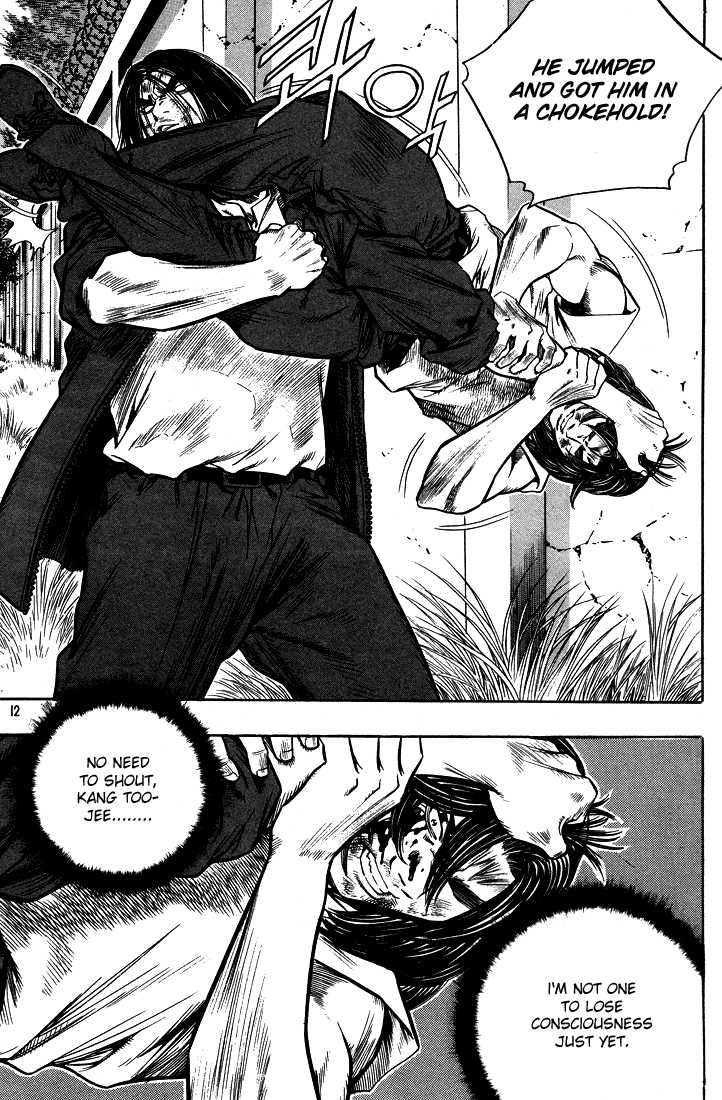 HE JUMPED
AND GOT HIM IN
A CHOKEHOLD!
12
NO NEED
TO SHOUT,
KANG TOO-
JEE........
I'M NOT ONE
TO LOSE
CONSCIOUSNESS
JUST YET.